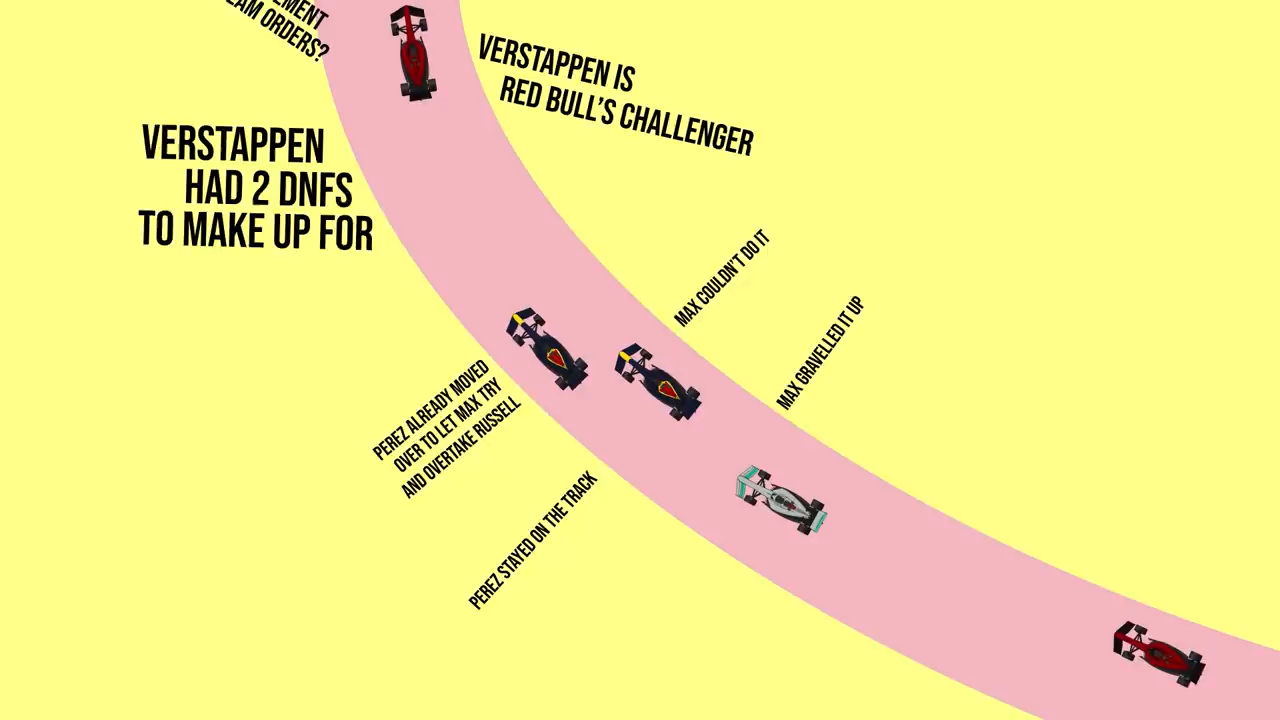 EAM ORDERS?
VERSTAPPEN IS
RED BULL'S CHALLENGER
VERSTAPPEN
HAD 2 DNFS
TO MAKE UP FOR
MAX COULDN'T DO IT
MAX GRAVELLED IT UP
PEREZ ALREADY MOVED
OVER TO LET MAX TRY
AND OVERTAKE RUSSELL
PEREZ STAYED ON THE TRACK